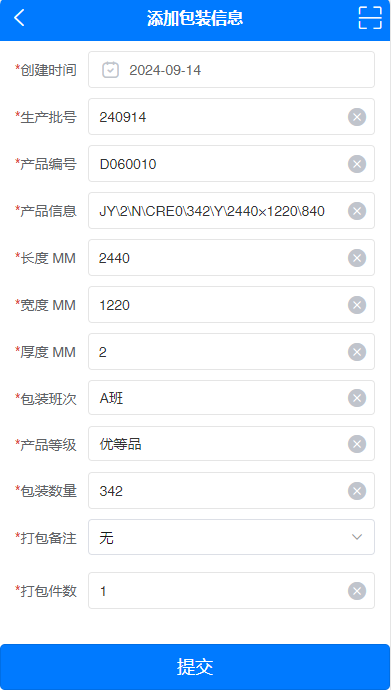 添加包装信息
*创建时间 2024-09-14
*生产批号 240914
*产品编号 D060010
*产品信息 JY\2\N\CRE0\342\Y\2440×1220\840
*长度 MM 2440
*宽度 MM 1220
*厚度 MM 2
*包装班次 A班
*产品等级 优等品
*包装数量 342
*打包备注 无
*打包件数 1
提交